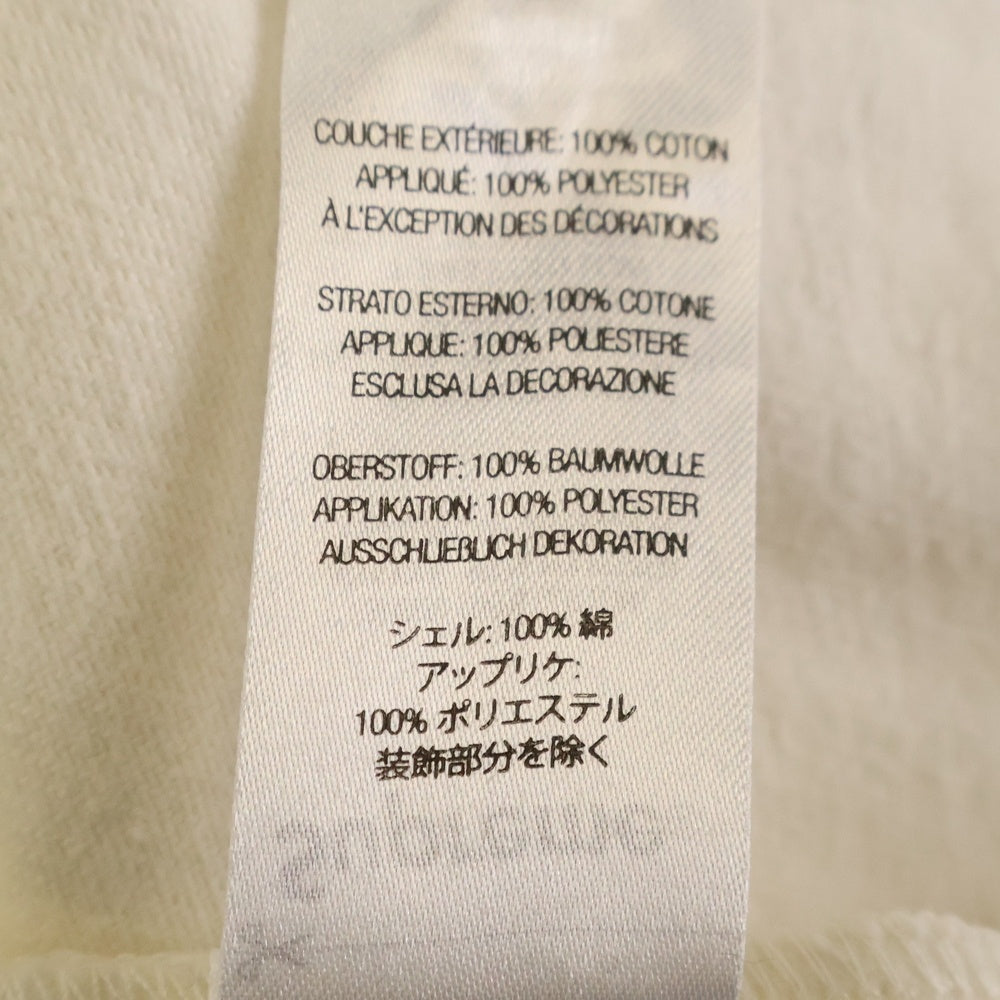 COUCHE EXTÉRIEURE: 100% COTON
APPLIQUÉ: 100% POLYESTER
À L'EXCEPTION DES DÉCORATIONS
STRATO ESTERNO: 100% COTONE
APPLIQUE: 100% POLIESTERE
ESCLUSA LA DECORAZIONE
OBERSTOFF: 100% BAUMWOLLE
APPLIKATION: 100% POLYESTER
AUSSCHLIEßLICH DEKORATION
シェル: 100% 綿
アップリケ:
100% ポリエステル
装飾部分を除く